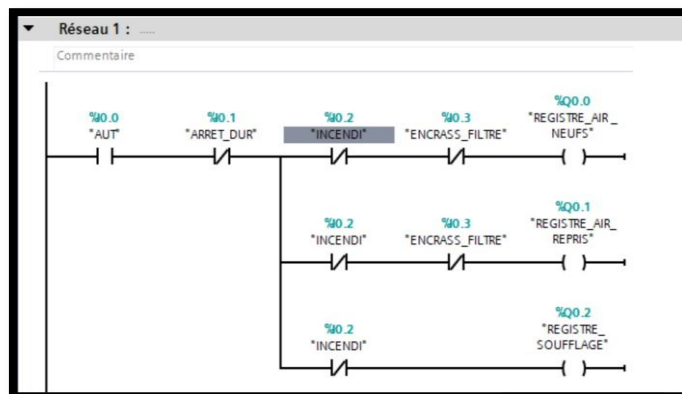 Réseau 1 : .....
Commentaire
%Q0.0
%I0.0 %I0.1 %I0.2 %I0.3 "REGISTRE_AIR_
"AUT" "ARRET_DUR" "INCENDI" "ENCRASS_FILTRE" NEUFS"
%Q0.1
%I0.2 %I0.3 "REGISTRE_AIR_
"INCENDI" "ENCRASS_FILTRE" REPRIS"
%Q0.2
%I0.2 "REGISTRE_
"INCENDI" SOUFFLAGE"